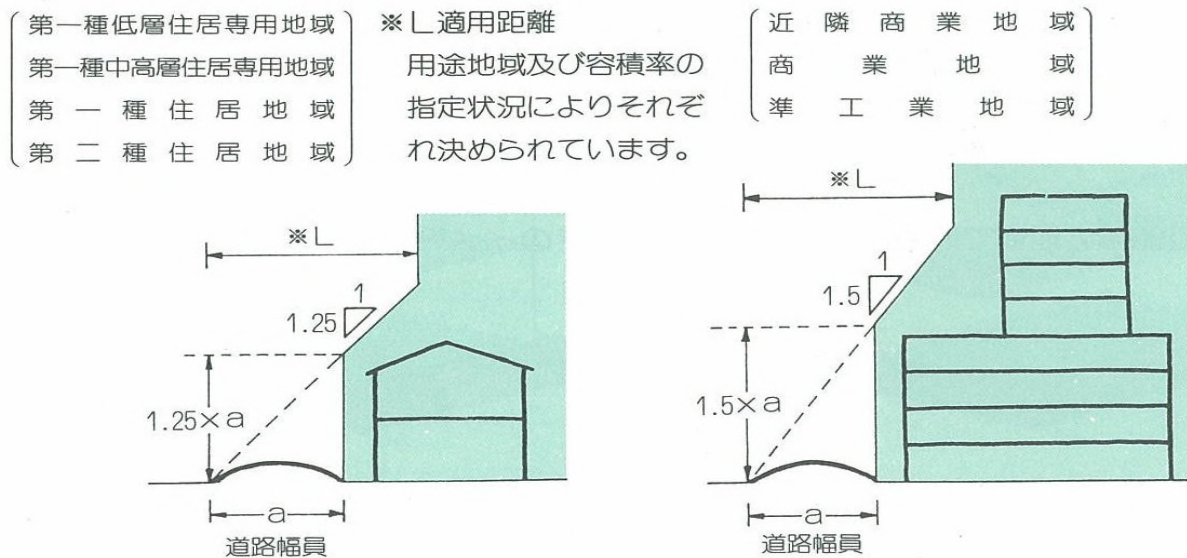 第一種低層住居専用地域
第一種中高層住居専用地域
第一種住居地域
第二種住居地域
※L適用距離
用途地域及び容積率の
指定状況によりそれぞ
れ決められています。
近隣商業地域
商業地域
準工業地域
※L
1
1.25
1.25×a
a
道路幅員
※L
1
1.5
1.5×a
a
道路幅員